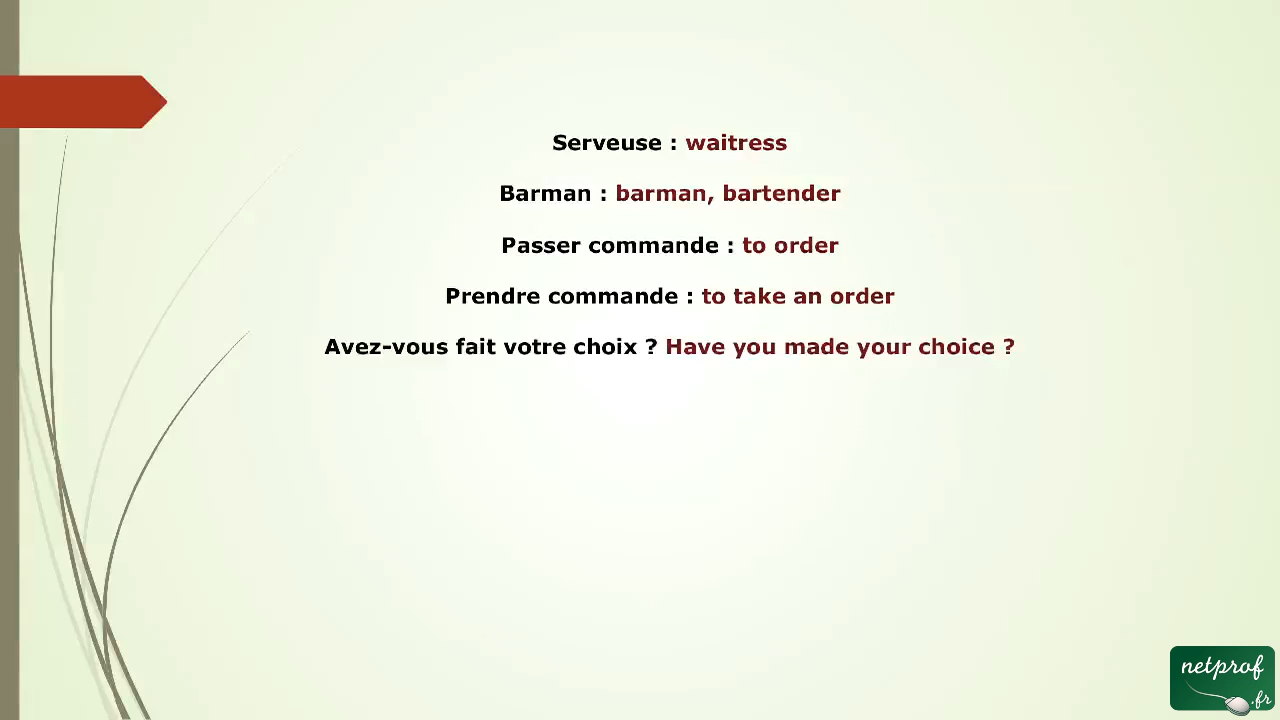 Serveuse : waitress
Barman : barman, bartender
Passer commande : to order
Prendre commande : to take an order
Avez-vous fait votre choix ? Have you made your choice ?
netprof
.fr